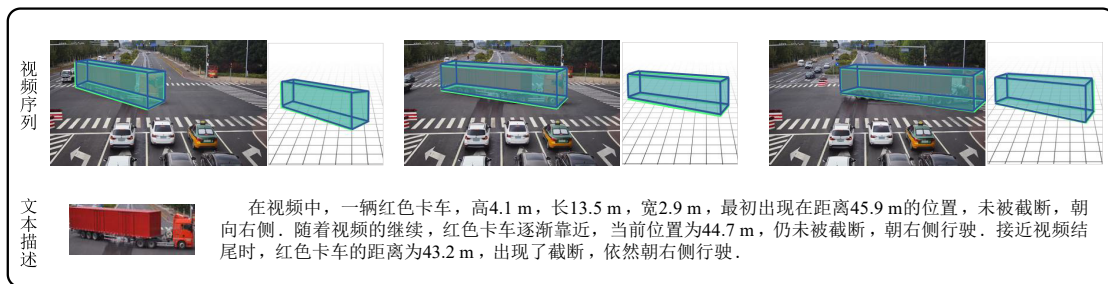 视频序列
文本描述
在视频中，一辆红色卡车，高4.1 m，长13.5 m，宽2.9 m，最初出现在距离45.9 m的位置，未被截断，朝
向右侧．随着视频的继续，红色卡车逐渐靠近，当前位置为44.7 m，仍未被截断，朝右侧行驶．接近视频结
尾时，红色卡车的距离为43.2 m，出现了截断，依然朝右侧行驶．